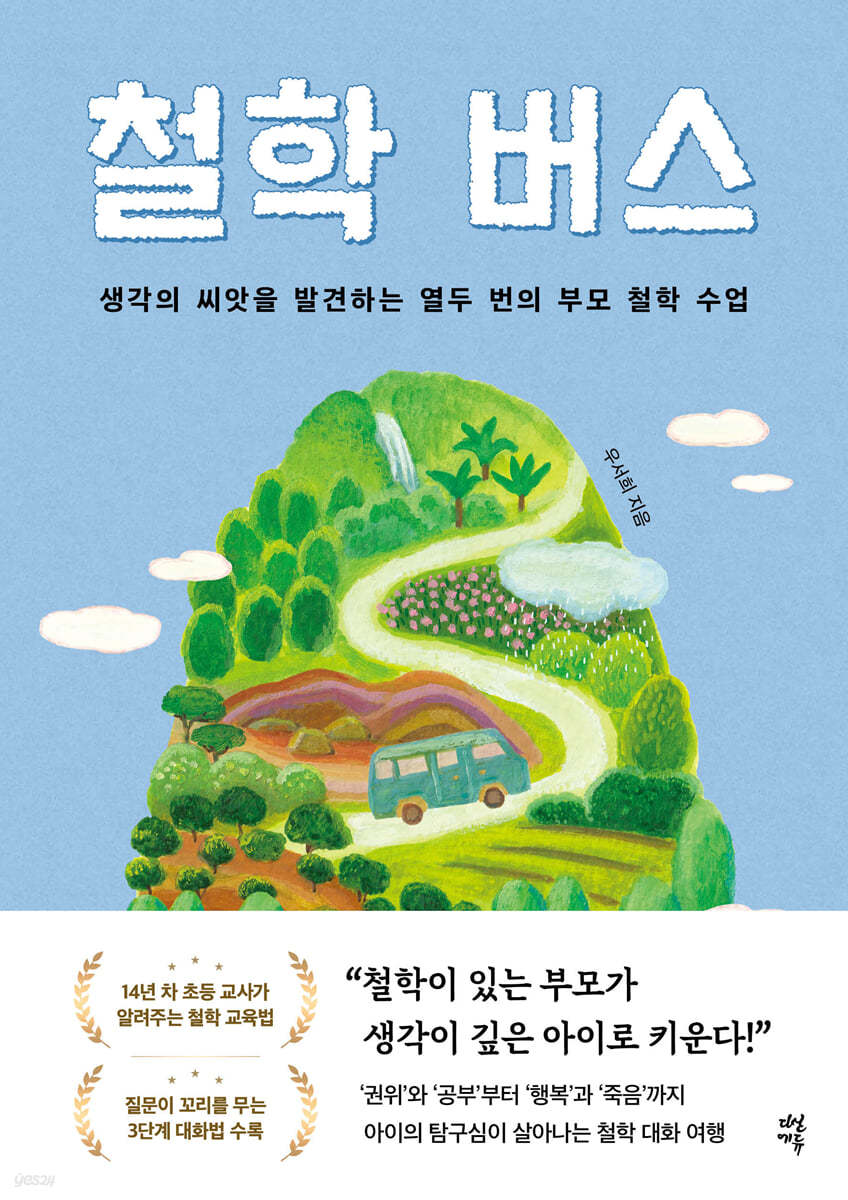 철학 버스
생각의 씨앗을 발견하는 열두 번의 부모 철학 수업
우서희 지음
14년 차 초등 교사가
알려주는 철학 교육법
질문이 꼬리를 무는
3단계 대화법 수록
“철학이 있는 부모가
생각이 깊은 아이로 키운다!”
‘권위’와 ‘공부’부터 ‘행복’과 ‘죽음’까지
아이의 탐구심이 살아나는 철학 대화 여행
다산
에듀
yes24